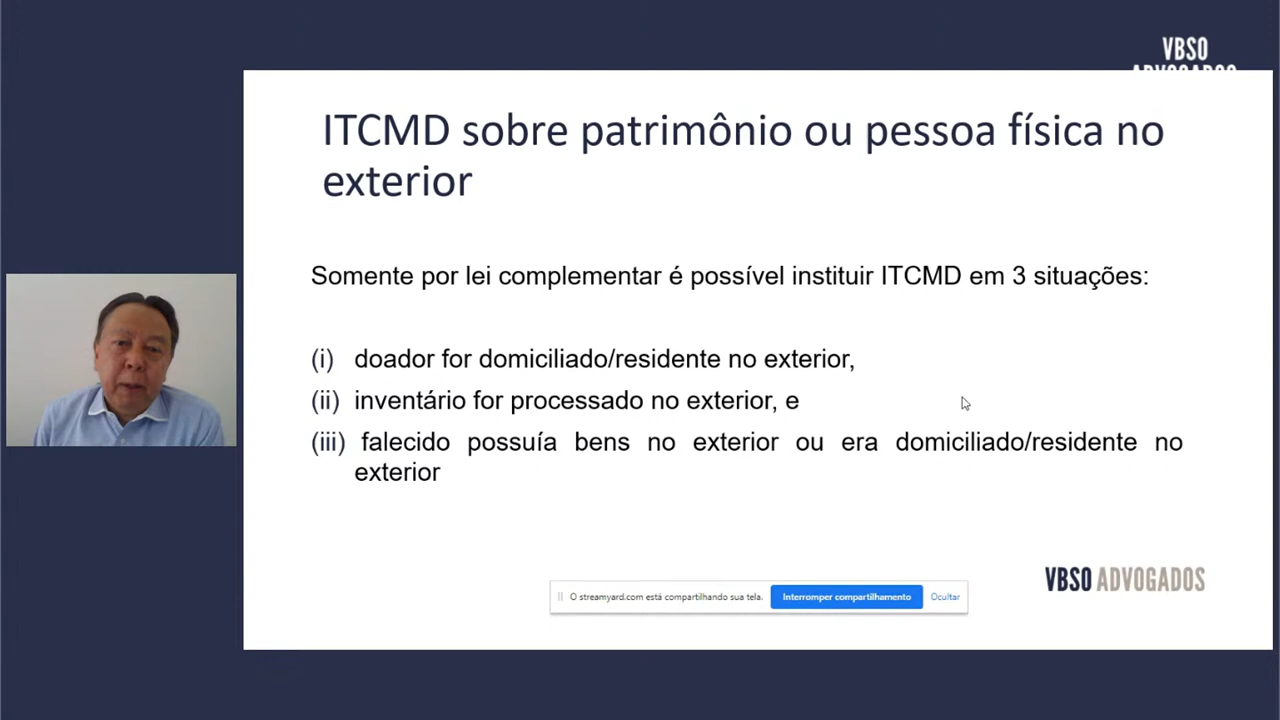 VBSO
ADVOGADOS
ITCMD sobre patrimônio ou pessoa física no
exterior
Somente por lei complementar é possível instituir ITCMD em 3 situações:
(i) doador for domiciliado/residente no exterior,
(ii) inventário for processado no exterior, e
(iii) falecido possuía bens no exterior ou era domiciliado/residente no
exterior
VBSO ADVOGADOS
O streamyard.com está compartilhando sua tela. Interromper compartilhamento Ocultar